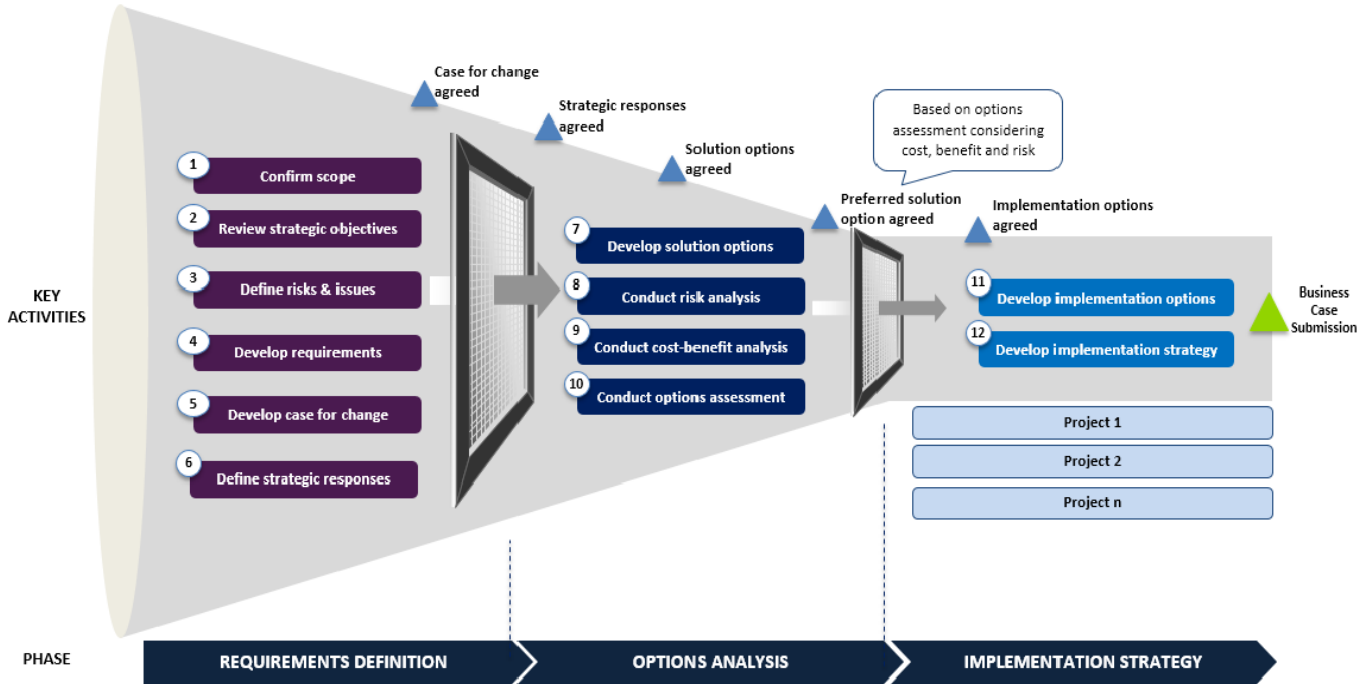 Case for change
agreed
Strategic responses
agreed
Solution options
agreed
Based on options
assessment considering
cost, benefit and risk
Preferred solution
option agreed
Implementation options
agreed
KEY
ACTIVITIES
1
Confirm scope
2
Review strategic objectives
3
Define risks & issues
4
Develop requirements
5
Develop case for change
6
Define strategic responses
7
Develop solution options
8
Conduct risk analysis
9
Conduct cost-benefit analysis
10
Conduct options assessment
11
Develop implementation options
12
Develop implementation strategy
Business
Case
Submission
Project 1
Project 2
Project n
PHASE
REQUIREMENTS DEFINITION
OPTIONS ANALYSIS
IMPLEMENTATION STRATEGY